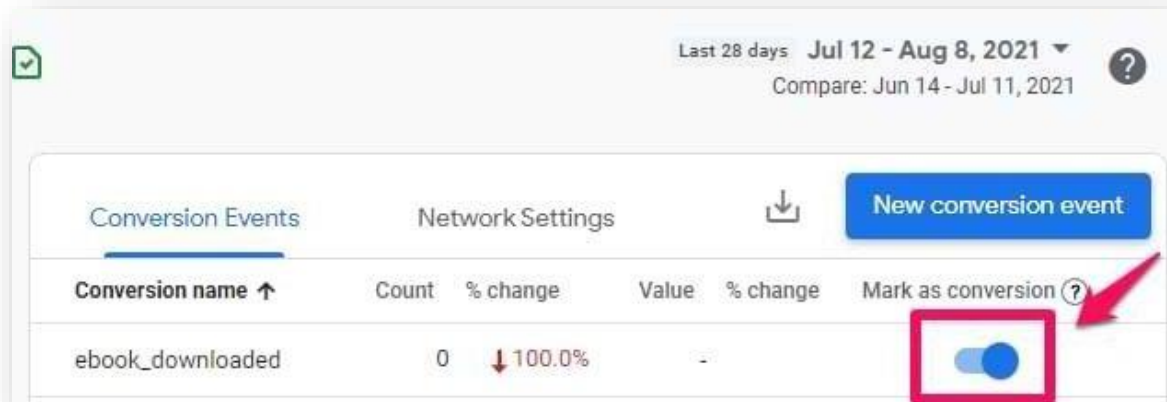 Last 28 days Jul 12 - Aug 8, 2021
Compare: Jun 14 - Jul 11, 2021
?
Conversion Events Network Settings New conversion event
Conversion name ↑ Count % change Value % change Mark as conversion ?
ebook_downloaded 0 ↓100.0% -